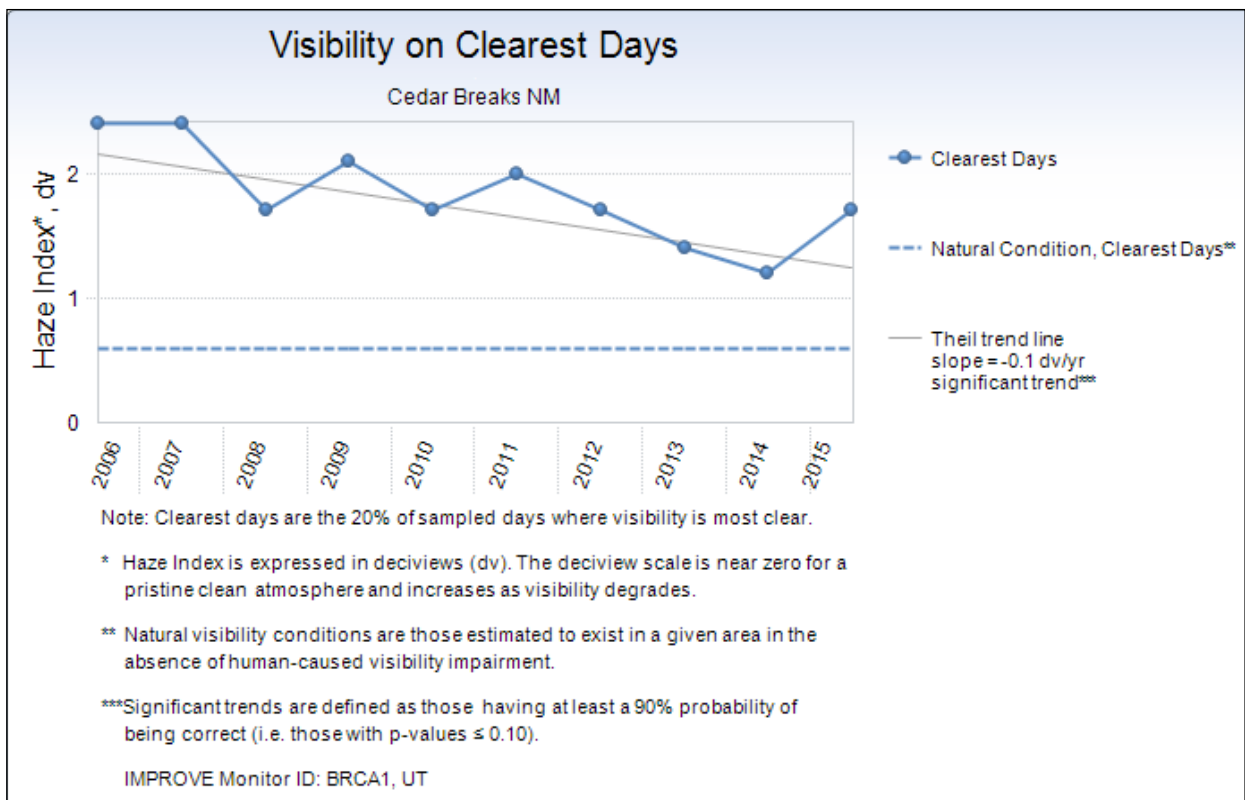 Visibility on Clearest Days
Cedar Breaks NM
Haze Index*, dv
2
1
0
2006
2007
2008
2009
2010
2011
2012
2013
2014
2015
Clearest Days
Natural Condition, Clearest Days**
Theil trend line
slope = -0.1 dv/yr
significant trend***
Note: Clearest days are the 20% of sampled days where visibility is most clear.
* Haze Index is expressed in deciviews (dv). The deciview scale is near zero for a
pristine clean atmosphere and increases as visibility degrades.
** Natural visibility conditions are those estimated to exist in a given area in the
absence of human-caused visibility impairment.
***Significant trends are defined as those having at least a 90% probability of
being correct (i.e. those with p-values ≤ 0.10).
IMPROVE Monitor ID: BRCA1, UT